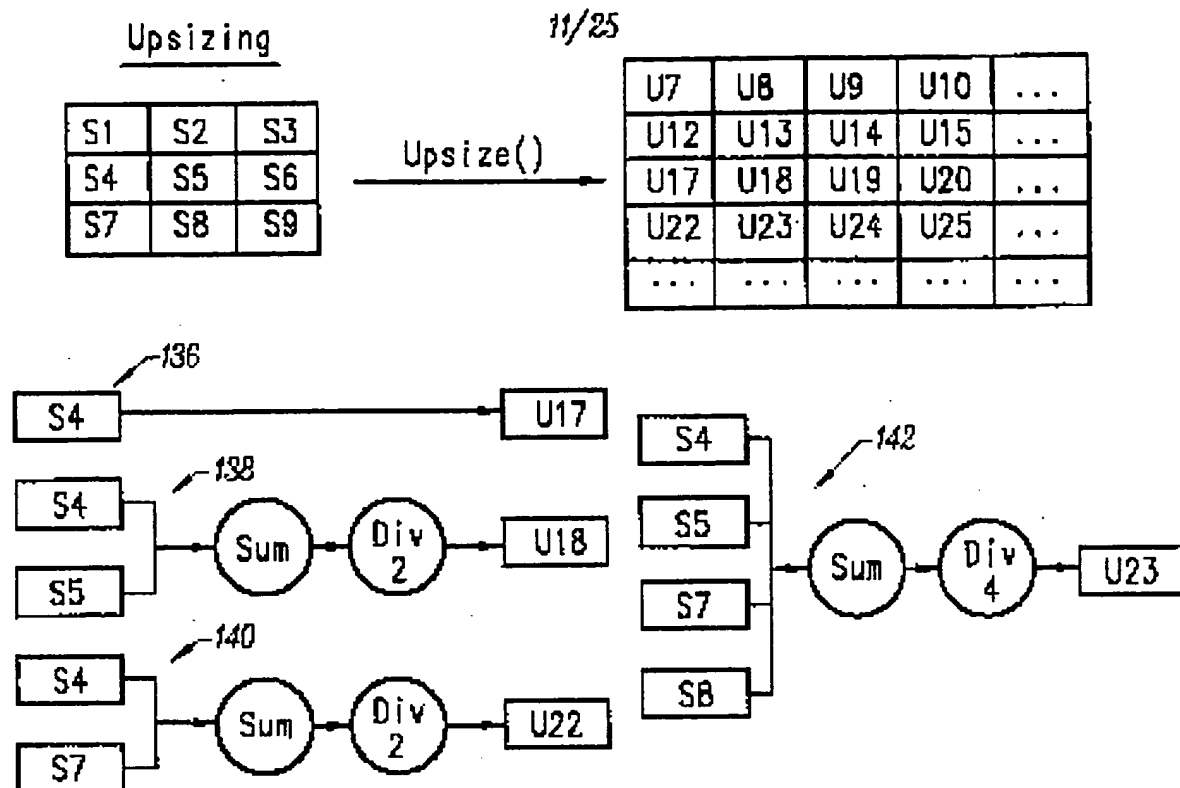 11/25
Upsizing
S1 S2 S3
S4 S5 S6
S7 S8 S9
Upsize()
U7 U8 U9 U10 ...
U12 U13 U14 U15 ...
U17 U18 U19 U20 ...
U22 U23 U24 U25 ...
... ... ... ... ...
136
S4
U17
138
S4
S5
Sum
Div
2
U18
140
S4
S7
Sum
Div
2
U22
142
S4
S5
S7
S8
Sum
Div
4
U23